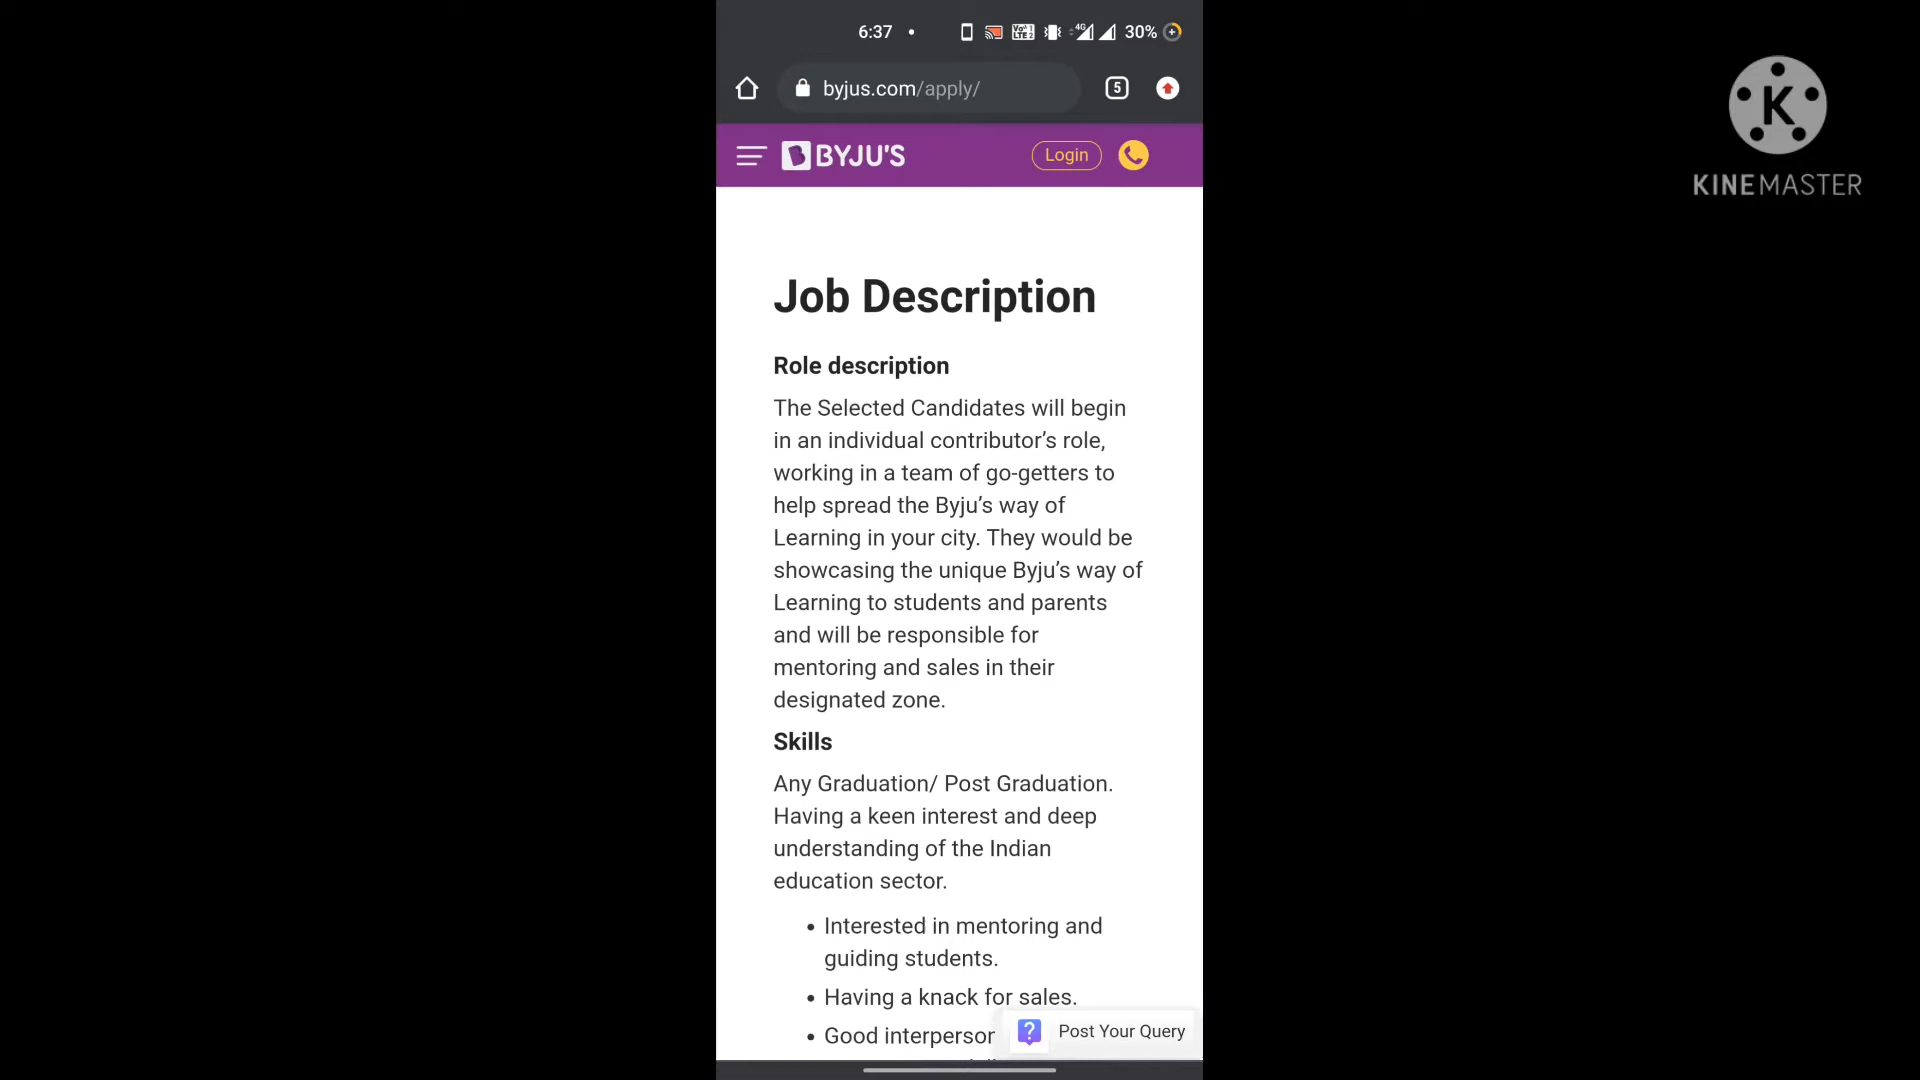 6:37
4G
30%
byjus.com/apply/
5
BYJU'S
Login
K
KINEMASTER
Job Description
Role description
The Selected Candidates will begin
in an individual contributor’s role,
working in a team of go-getters to
help spread the Byju’s way of
Learning in your city. They would be
showcasing the unique Byju’s way of
Learning to students and parents
and will be responsible for
mentoring and sales in their
designated zone.
Skills
Any Graduation/ Post Graduation.
Having a keen interest and deep
understanding of the Indian
education sector.
• Interested in mentoring and
guiding students.
• Having a knack for sales.
• Good interperson
Post Your Query